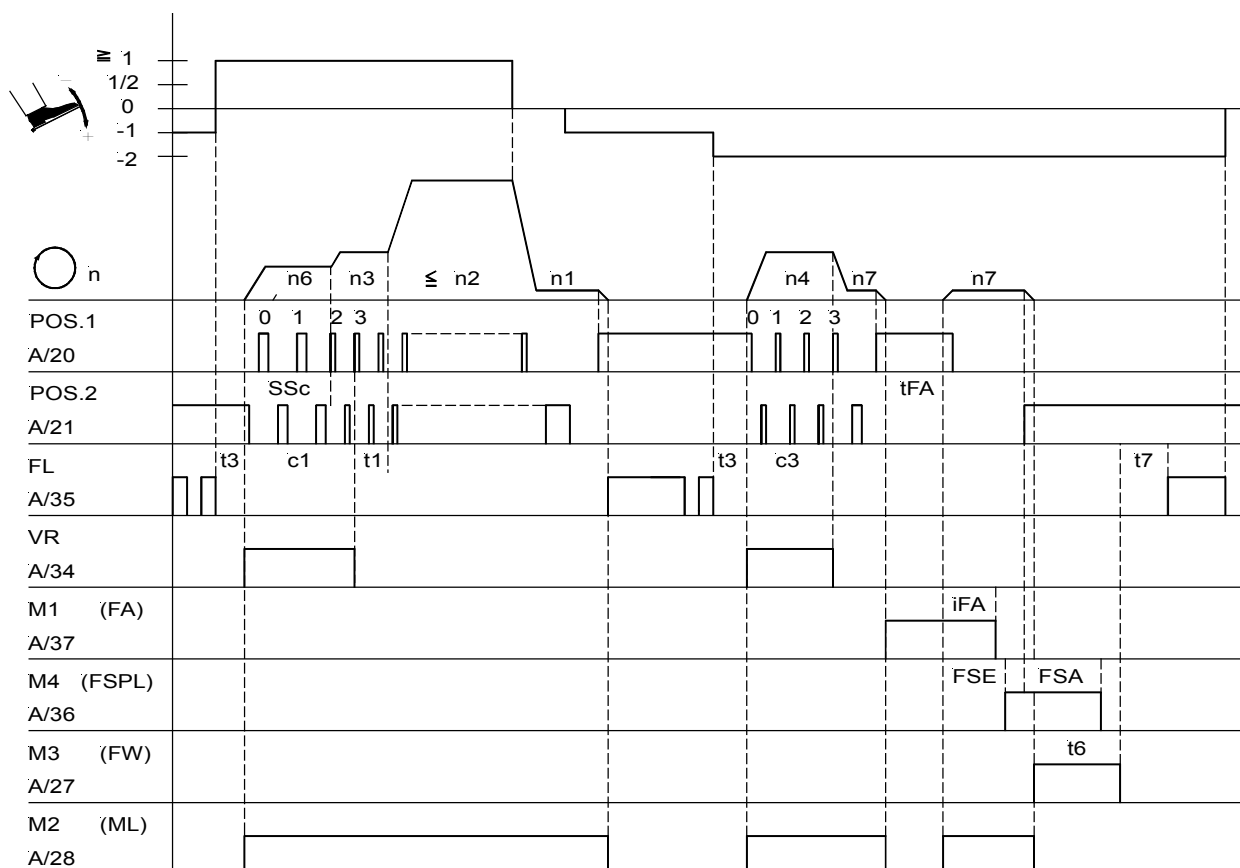 ≧ 1
1/2
0
-1
-2
n
n6 n3 ≦ n2 n1 n4 n7 n7
POS.1 0 1 2 3 0 1 2 3
A/20
POS.2 SSc tFA
A/21
FL t3 c1 t1 t3 c3 t7
A/35
VR
A/34
M1 (FA) iFA
A/37
M4 (FSPL) FSE FSA
A/36
M3 (FW) t6
A/27
M2 (ML)
A/28